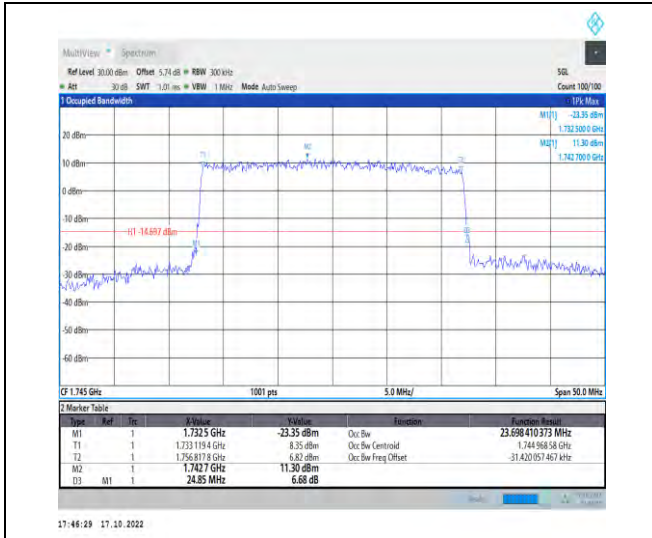 MultiView Spectrum
Ref Level 30.00 dBm Offset 5.74 dB RBW 300 kHz SGL
Att 30 dB SWT 1.01 ms VBW 1 MHz Mode Auto Sweep Count 100/100
1 Occupied Bandwidth 1Pk Max
M1[1] -23.35 dBm
1.732 500 0 GHz
20 dBm M2[1] 11.30 dBm
1.742 700 0 GHz
T1 M2 T2
10 dBm
0 dBm
-10 dBm
H1 -14.697 dBm
M1
-20 dBm
-30 dBm
-40 dBm
-50 dBm
-60 dBm
CF 1.745 GHz 1001 pts 5.0 MHz/ Span 50.0 MHz
2 Marker Table
Type Ref Trc X-Value Y-Value Function Function Result
M1 1 1.7325 GHz -23.35 dBm Occ Bw 23.698 410 373 MHz
T1 1 1.733 119 4 GHz 8.35 dBm Occ Bw Centroid 1.744 968 58 GHz
T2 1 1.756 817 8 GHz 6.82 dBm Occ Bw Freq Offset -31.420 057 467 kHz
M2 1 1.7427 GHz 11.30 dBm
D3 M1 1 24.85 MHz 6.68 dB
17:46:29 17.10.2022